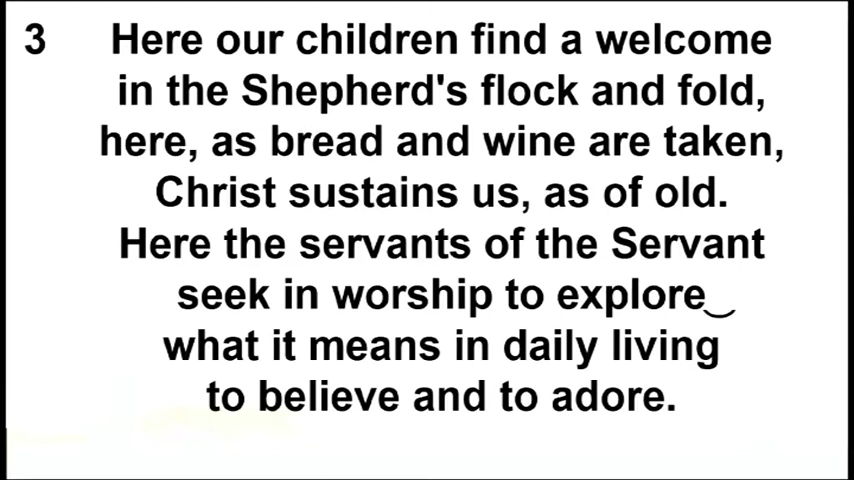 3 Here our children find a welcome
in the Shepherd's flock and fold,
here, as bread and wine are taken,
Christ sustains us, as of old.
Here the servants of the Servant
seek in worship to explore‿
what it means in daily living
to believe and to adore.